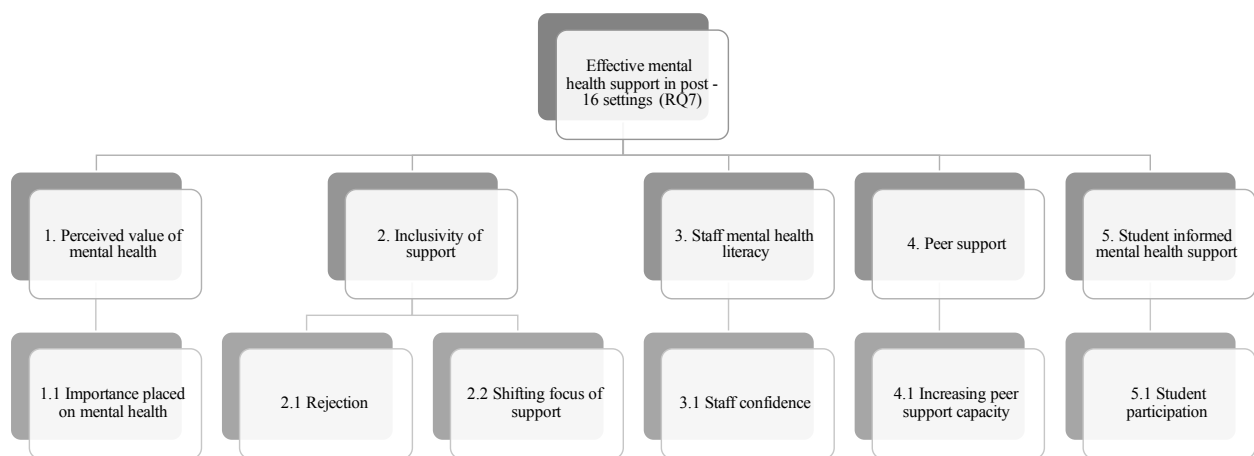 Effective mental
health support in post -
16 settings (RQ7)
1. Perceived value of
mental health
2. Inclusivity of
support
3. Staff mental health
literacy
4. Peer support
5. Student informed
mental health support
1.1 Importance placed
on mental health
2.1 Rejection
2.2 Shifting focus of
support
3.1 Staff confidence
4.1 Increasing peer
support capacity
5.1 Student
participation